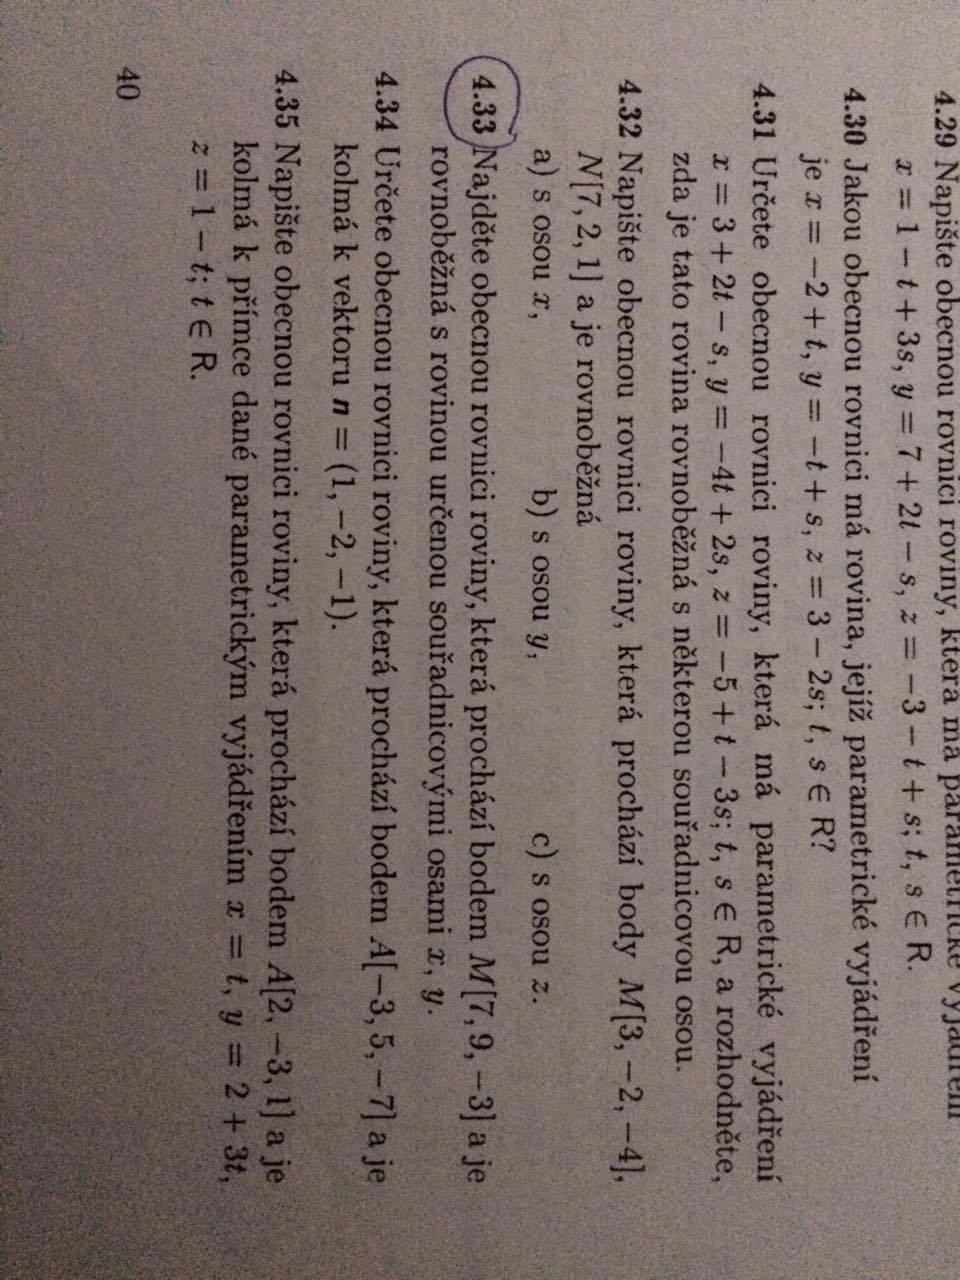 4.29 Napište obecnou rovnici roviny, která má parametrické vyjádření
x = 1 − t + 3s, y = 7 + 2t − s, z = −3 − t + s; t, s ∈ R.
4.30 Jakou obecnou rovnici má rovina, jejíž parametrické vyjádření
je x = −2 + t, y = −t + s, z = 3 − 2s; t, s ∈ R?
4.31 Určete obecnou rovnici roviny, která má parametrické vyjádření
x = 3 + 2t − s, y = −4t + 2s, z = −5 + t − 3s; t, s ∈ R, a rozhodněte,
zda je tato rovina rovnoběžná s některou souřadnicovou osou.
4.32 Napište obecnou rovnici roviny, která prochází body M[3, −2, −4],
N[7, 2, 1] a je rovnoběžná
a) s osou x, b) s osou y, c) s osou z.
4.33 Najděte obecnou rovnici roviny, která prochází bodem M[7, 9, −3] a je
rovnoběžná s rovinou určenou souřadnicovými osami x, y.
4.34 Určete obecnou rovnici roviny, která prochází bodem A[−3, 5, −7] a je
kolmá k vektoru n = (1, −2, −1).
4.35 Napište obecnou rovnici roviny, která prochází bodem A[2, −3, 1] a je
kolmá k přímce dané parametrickým vyjádřením x = t, y = 2 + 3t,
z = 1 − t; t ∈ R.
40